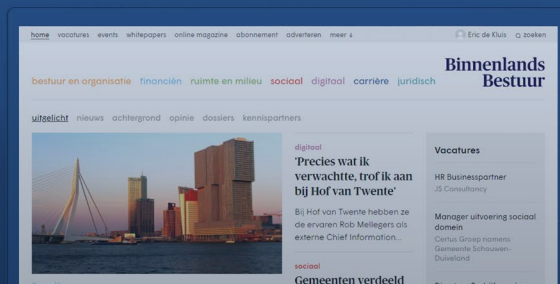 home vacatures events whitepapers online magazine abonnement adverteren meer ↓ Eric de Kluis zoeken
Binnenlands
Bestuur
bestuur en organisatie financiën ruimte en milieu sociaal digitaal carrière juridisch
uitgelicht nieuws achtergrond opinie dossiers kennispartners
digitaal
'Precies wat ik
verwachtte, trof ik aan
bij Hof van Twente'
Bij Hof van Twente hebben ze
de ervaren Rob Mellegers als
externe Chief Information...
sociaal
Gemeenten verdeeld
Vacatures
HR Businesspartner
JS Consultancy
Manager uitvoering sociaal
domein
Certus Groep namens
Gemeente Schouwen-
Duiveland